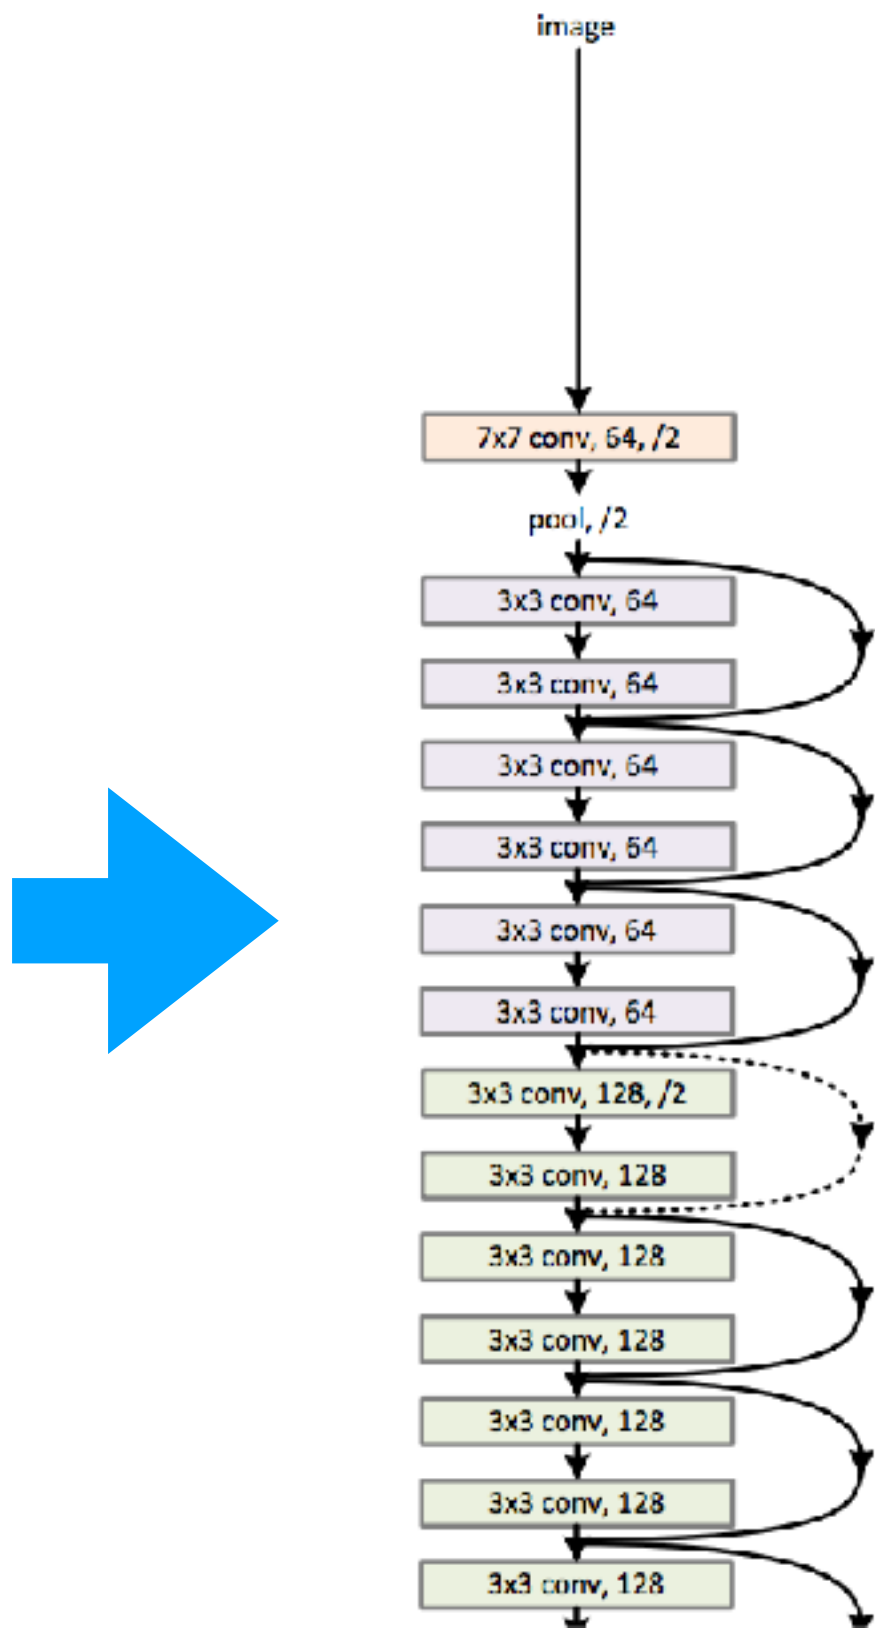 image
7x7 conv, 64, /2
pool, /2
3x3 conv, 64
3x3 conv, 64
3x3 conv, 64
3x3 conv, 64
3x3 conv, 64
3x3 conv, 64
3x3 conv, 128, /2
3x3 conv, 128
3x3 conv, 128
3x3 conv, 128
3x3 conv, 128
3x3 conv, 128
3x3 conv, 128